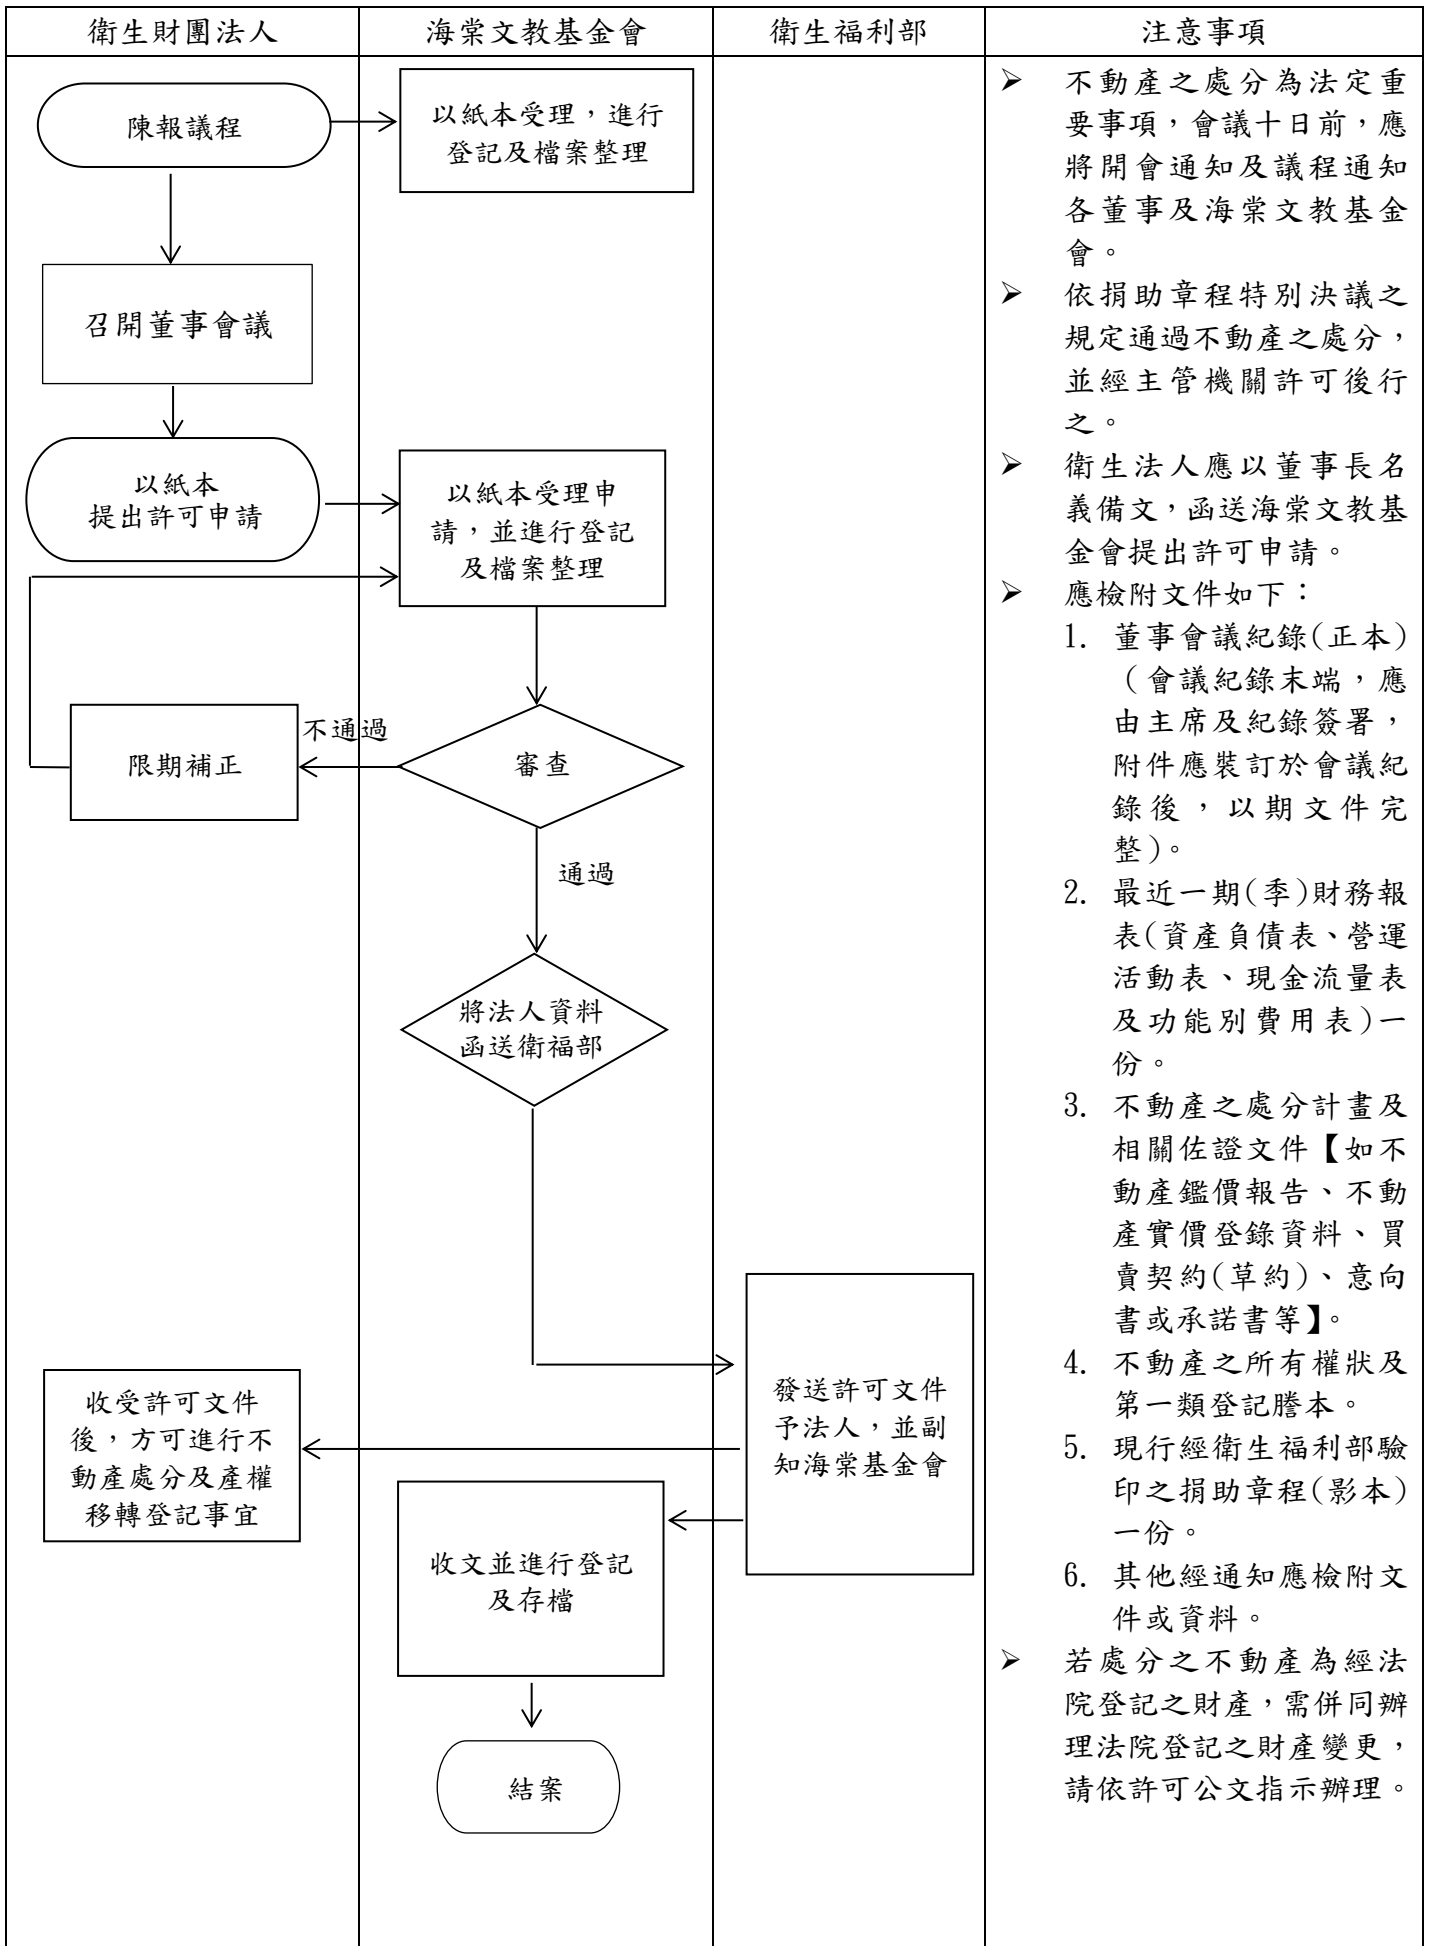 衛生財團法人
海棠文教基金會
衛生福利部
注意事項
陳報議程
以紙本受理，進行
登記及檔案整理
召開董事會議
以紙本
提出許可申請
以紙本受理申
請，並進行登記
及檔案整理
限期補正
不通過
審查
通過
將法人資料
函送衛福部
發送許可文件
予法人，並副
知海棠基金會
收受許可文件
後，方可進行不
動產處分及產權
移轉登記事宜
收文並進行登記
及存檔
結案
➢ 不動產之處分為法定重
要事項，會議十日前，應
將開會通知及議程通知
各董事及海棠文教基金
會。
➢ 依捐助章程特別決議之
規定通過不動產之處分，
並經主管機關許可後行
之。
➢ 衛生法人應以董事長名
義備文，函送海棠文教基
金會提出許可申請。
➢ 應檢附文件如下：
1. 董事會議紀錄(正本)
（會議紀錄末端，應
由主席及紀錄簽署，
附件應裝訂於會議紀
錄後，以期文件完
整)。
2. 最近一期(季)財務報
表(資產負債表、營運
活動表、現金流量表
及功能別費用表)一
份。
3. 不動產之處分計畫及
相關佐證文件【如不
動產鑑價報告、不動
產實價登錄資料、買
賣契約(草約)、意向
書或承諾書等】。
4. 不動產之所有權狀及
第一類登記謄本。
5. 現行經衛生福利部驗
印之捐助章程(影本)
一份。
6. 其他經通知應檢附文
件或資料。
➢ 若處分之不動產為經法
院登記之財產，需併同辦
理法院登記之財產變更，
請依許可公文指示辦理。